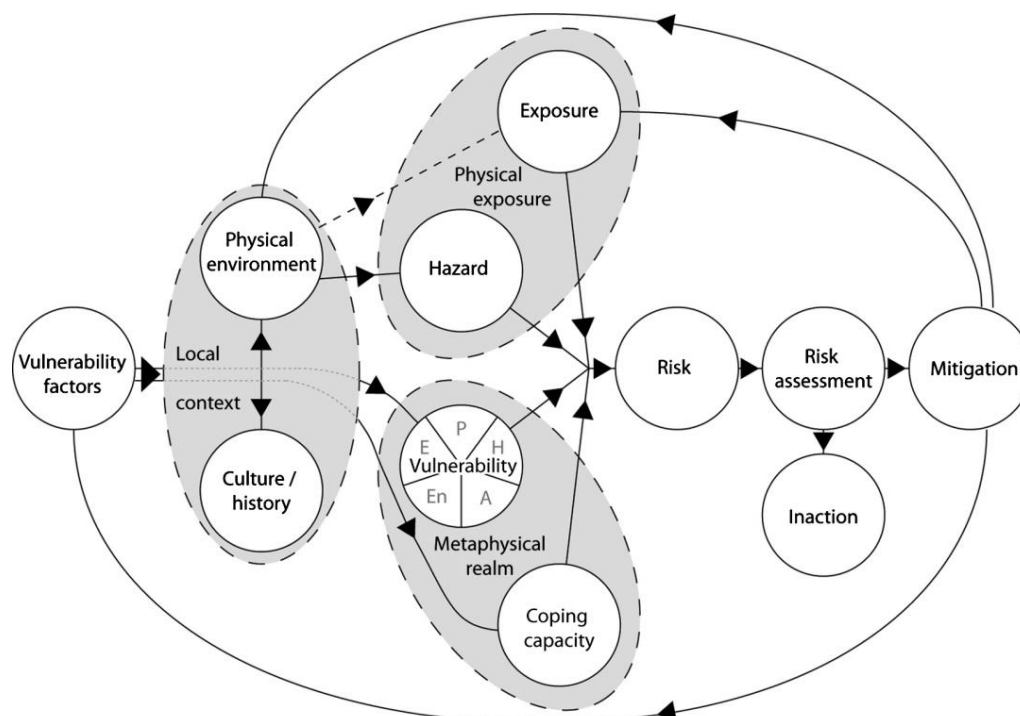 Exposure
Physical
exposure
Physical
environment
Hazard
Vulnerability
factors
Local
context
Risk
Risk
assessment
Mitigation
P
E
H
Vulnerability
En
A
Culture /
history
Inaction
Metaphysical
realm
Coping
capacity